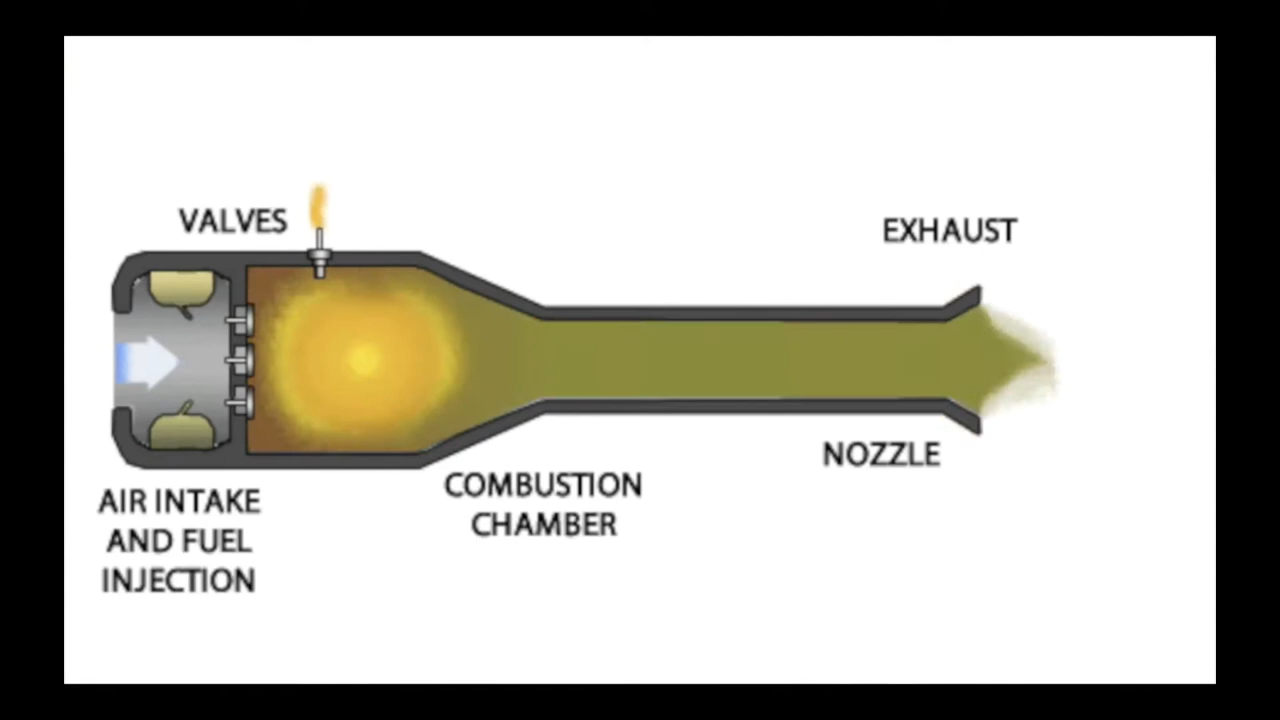 VALVES
EXHAUST
NOZZLE
COMBUSTION
CHAMBER
AIR INTAKE
AND FUEL
INJECTION